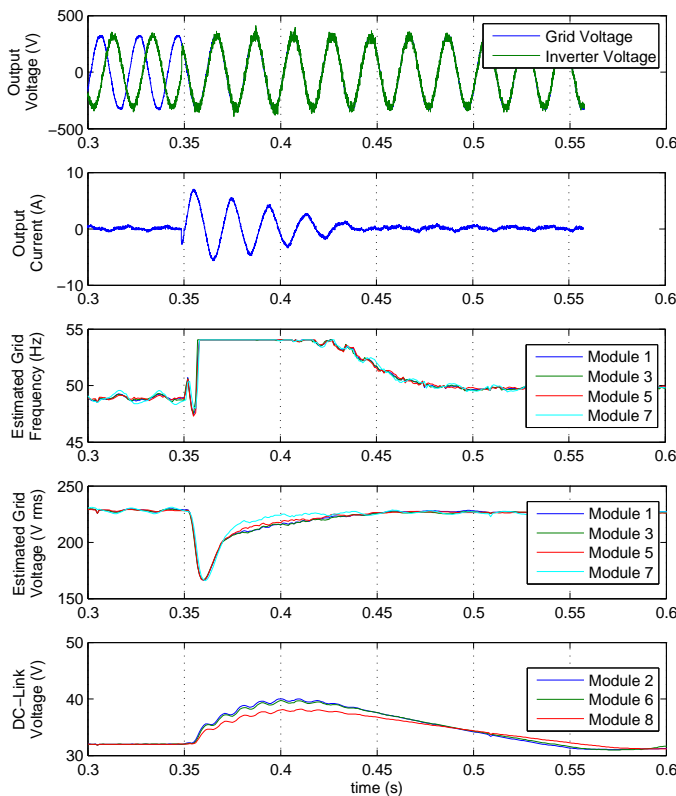 500
0
−500
Output
Voltage (V)
Grid Voltage
Inverter Voltage
0.3 0.35 0.4 0.45 0.5 0.55 0.6
10
0
−10
Output
Current (A)
0.3 0.35 0.4 0.45 0.5 0.55 0.6
55
50
45
Estimated Grid
Frequency (Hz)
Module 1
Module 3
Module 5
Module 7
0.3 0.35 0.4 0.45 0.5 0.55 0.6
250
200
150
Estimated Grid
Voltage (V rms)
Module 1
Module 3
Module 5
Module 7
0.3 0.35 0.4 0.45 0.5 0.55 0.6
50
40
30
DC−Link
Voltage (V)
Module 2
Module 6
Module 8
0.3 0.35 0.4 0.45 0.5 0.55 0.6
time (s)